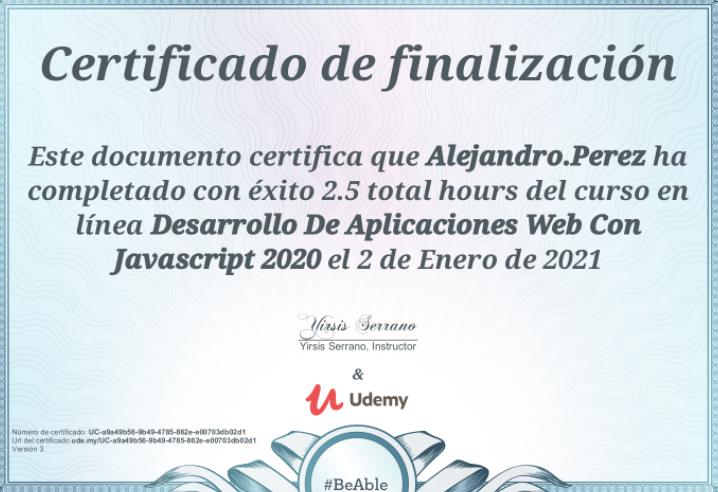 Certificado de finalización
Este documento certifica que Alejandro.Perez ha
completado con éxito 2.5 total hours del curso en
línea Desarrollo De Aplicaciones Web Con
Javascript 2020 el 2 de Enero de 2021
Yirsis Serrano
Yirsis Serrano, Instructor
&
Udemy
Número de certificado: UC-a9a49b56-9b49-4785-862e-e00703db02d1
Url del certificado ude.my/UC-a9a49b56-9b49-4785-862e-e00703db02d1
Versión 3
#BeAble